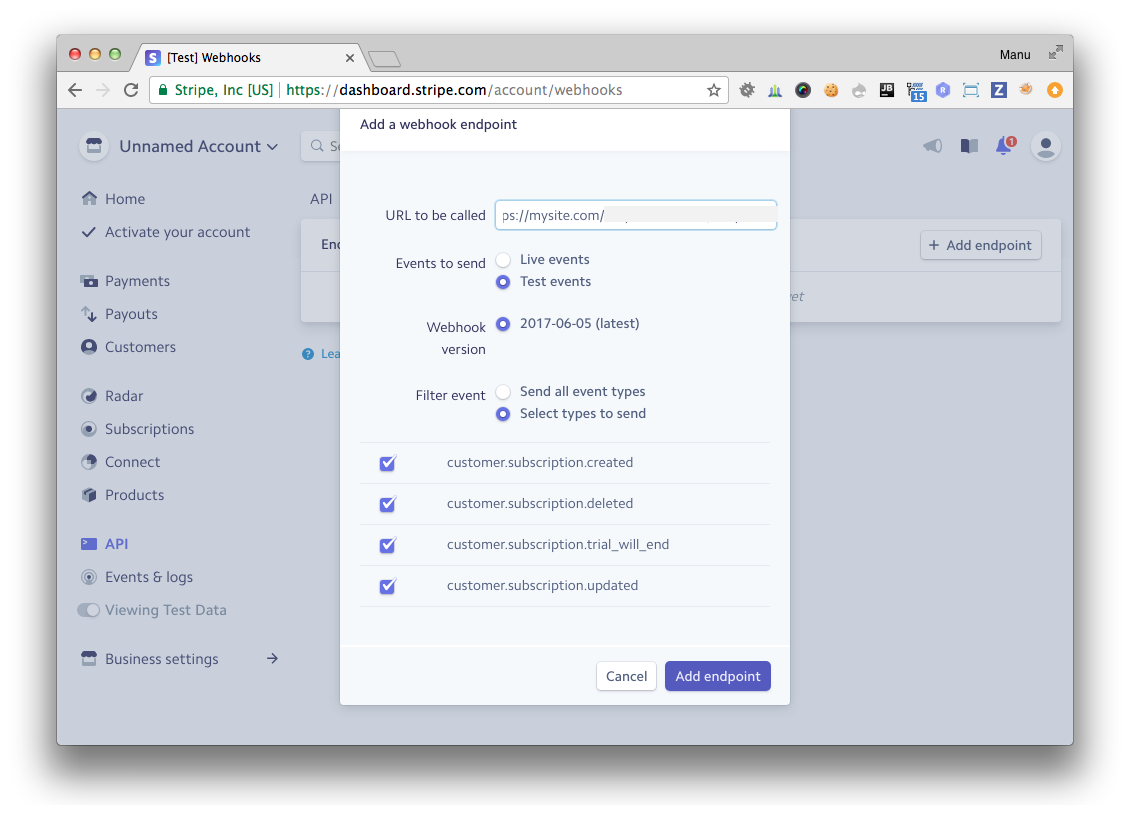 [Test] Webhooks
Manu
Stripe, Inc [US] https://dashboard.stripe.com/account/webhooks
JB
15
R
Z
Add a webhook endpoint
Unnamed Account
1
Home
API
Activate your account
URL to be called ps://mysite.com/
Add endpoint
Events to send
Live events
Test events
Payments
Payouts
Customers
Webhook version
2017-06-05 (latest)
Filter event
Send all event types
Select types to send
Radar
Subscriptions
Connect
Products
customer.subscription.created
customer.subscription.deleted
customer.subscription.trial_will_end
customer.subscription.updated
API
Events & logs
Viewing Test Data
Business settings
Cancel
Add endpoint